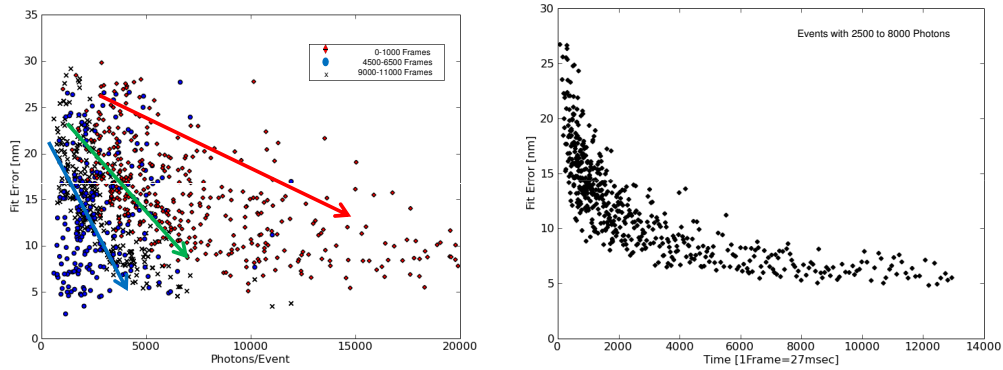 35
30
25
20
15
10
5
0
Fit Error [nm]
0-1000 Frames
4500-6500 Frames
9000-11000 Frames
0 5000 10000 15000 20000
Photons/Event
30
25
20
15
10
5
0
Fit Error [nm]
Events with 2500 to 8000 Photons
0 2000 4000 6000 8000 10000 12000 14000
Time [1Frame=27msec]